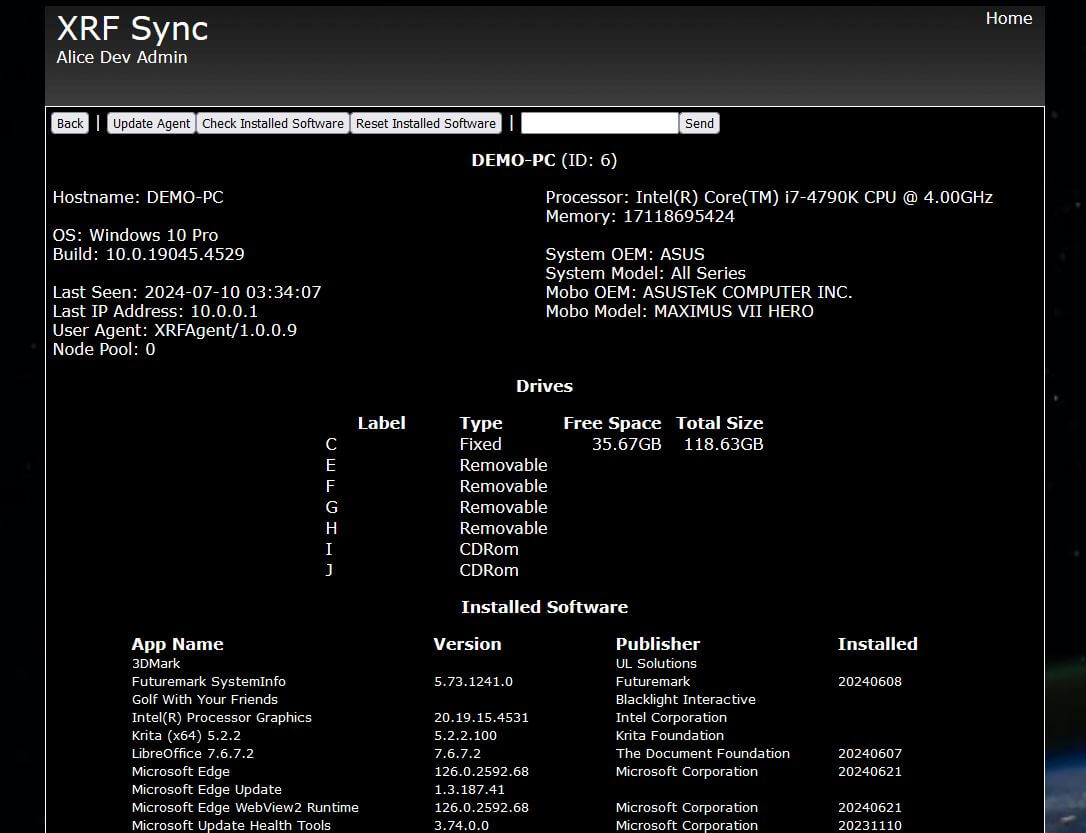 XRF Sync
Home
Alice Dev Admin
Back | Update Agent Check Installed Software Reset Installed Software | Send
DEMO-PC (ID: 6)
Hostname: DEMO-PC
OS: Windows 10 Pro
Build: 10.0.19045.4529
Last Seen: 2024-07-10 03:34:07
Last IP Address: 10.0.0.1
User Agent: XRFAgent/1.0.0.9
Node Pool: 0
Processor: Intel(R) Core(TM) i7-4790K CPU @ 4.00GHz
Memory: 17118695424
System OEM: ASUS
System Model: All Series
Mobo OEM: ASUSTeK COMPUTER INC.
Mobo Model: MAXIMUS VII HERO
Drives
Label Type Free Space Total Size
C Fixed 35.67GB 118.63GB
E Removable
F Removable
G Removable
H Removable
I CDRom
J CDRom
Installed Software
App Name Version Publisher Installed
3DMark UL Solutions
Futuremark SystemInfo 5.73.1241.0 Futuremark 20240608
Golf With Your Friends Blacklight Interactive
Intel(R) Processor Graphics 20.19.15.4531 Intel Corporation
Krita (x64) 5.2.2 5.2.2.100 Krita Foundation
LibreOffice 7.6.7.2 7.6.7.2 The Document Foundation 20240607
Microsoft Edge 126.0.2592.68 Microsoft Corporation 20240621
Microsoft Edge Update 1.3.187.41
Microsoft Edge WebView2 Runtime 126.0.2592.68 Microsoft Corporation 20240621
Microsoft Update Health Tools 3.74.0.0 Microsoft Corporation 20231110